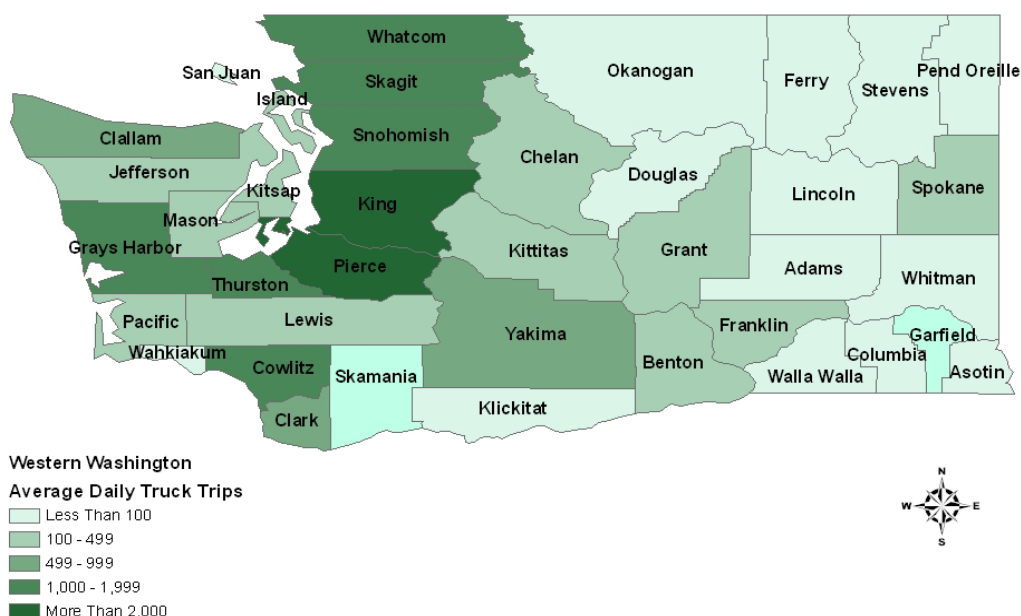 Whatcom
San Juan
Skagit
Okanogan
Ferry
Stevens
Pend Oreille
Island
Clallam
Snohomish
Chelan
Jefferson
Kitsap
Douglas
Lincoln
Spokane
Mason
King
Grays Harbor
Kittitas
Grant
Pierce
Adams
Whitman
Thurston
Pacific
Lewis
Yakima
Franklin
Garfield
Wahkiakum
Cowlitz
Skamania
Benton
Columbia
Walla Walla
Asotin
Clark
Klickitat
Western Washington
Average Daily Truck Trips
Less Than 100
100 - 499
499 - 999
1,000 - 1,999
More Than 2,000
N
W E
S